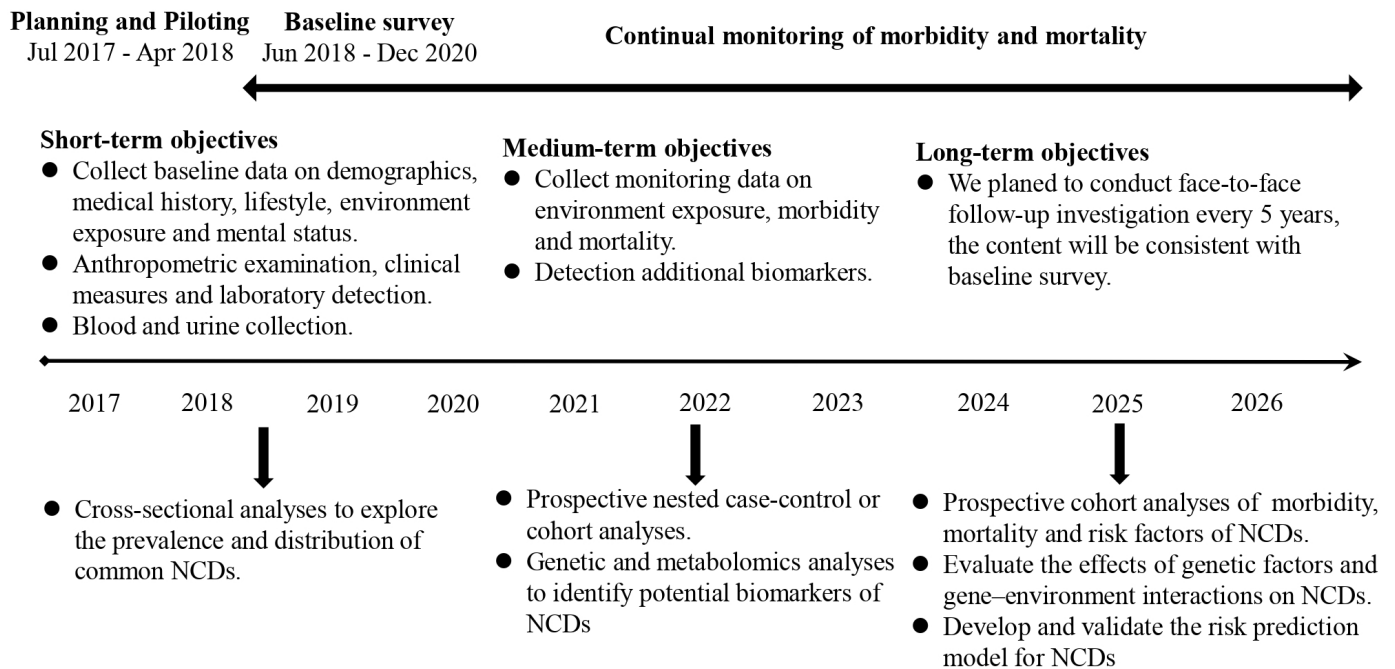 Planning and Piloting
Jul 2017 - Apr 2018
Baseline survey
Jun 2018 - Dec 2020
Continual monitoring of morbidity and mortality
Short-term objectives
● Collect baseline data on demographics,
medical history, lifestyle, environment
exposure and mental status.
● Anthropometric examination, clinical
measures and laboratory detection.
● Blood and urine collection.
Medium-term objectives
● Collect monitoring data on
environment exposure, morbidity
and mortality.
● Detection additional biomarkers.
Long-term objectives
● We planed to conduct face-to-face
follow-up investigation every 5 years,
the content will be consistent with
baseline survey.
2017 2018 2019 2020 2021 2022 2023 2024 2025 2026
● Cross-sectional analyses to explore
the prevalence and distribution of
common NCDs.
● Prospective nested case-control or
cohort analyses.
● Genetic and metabolomics analyses
to identify potential biomarkers of
NCDs
● Prospective cohort analyses of morbidity,
mortality and risk factors of NCDs.
● Evaluate the effects of genetic factors and
gene–environment interactions on NCDs.
● Develop and validate the risk prediction
model for NCDs